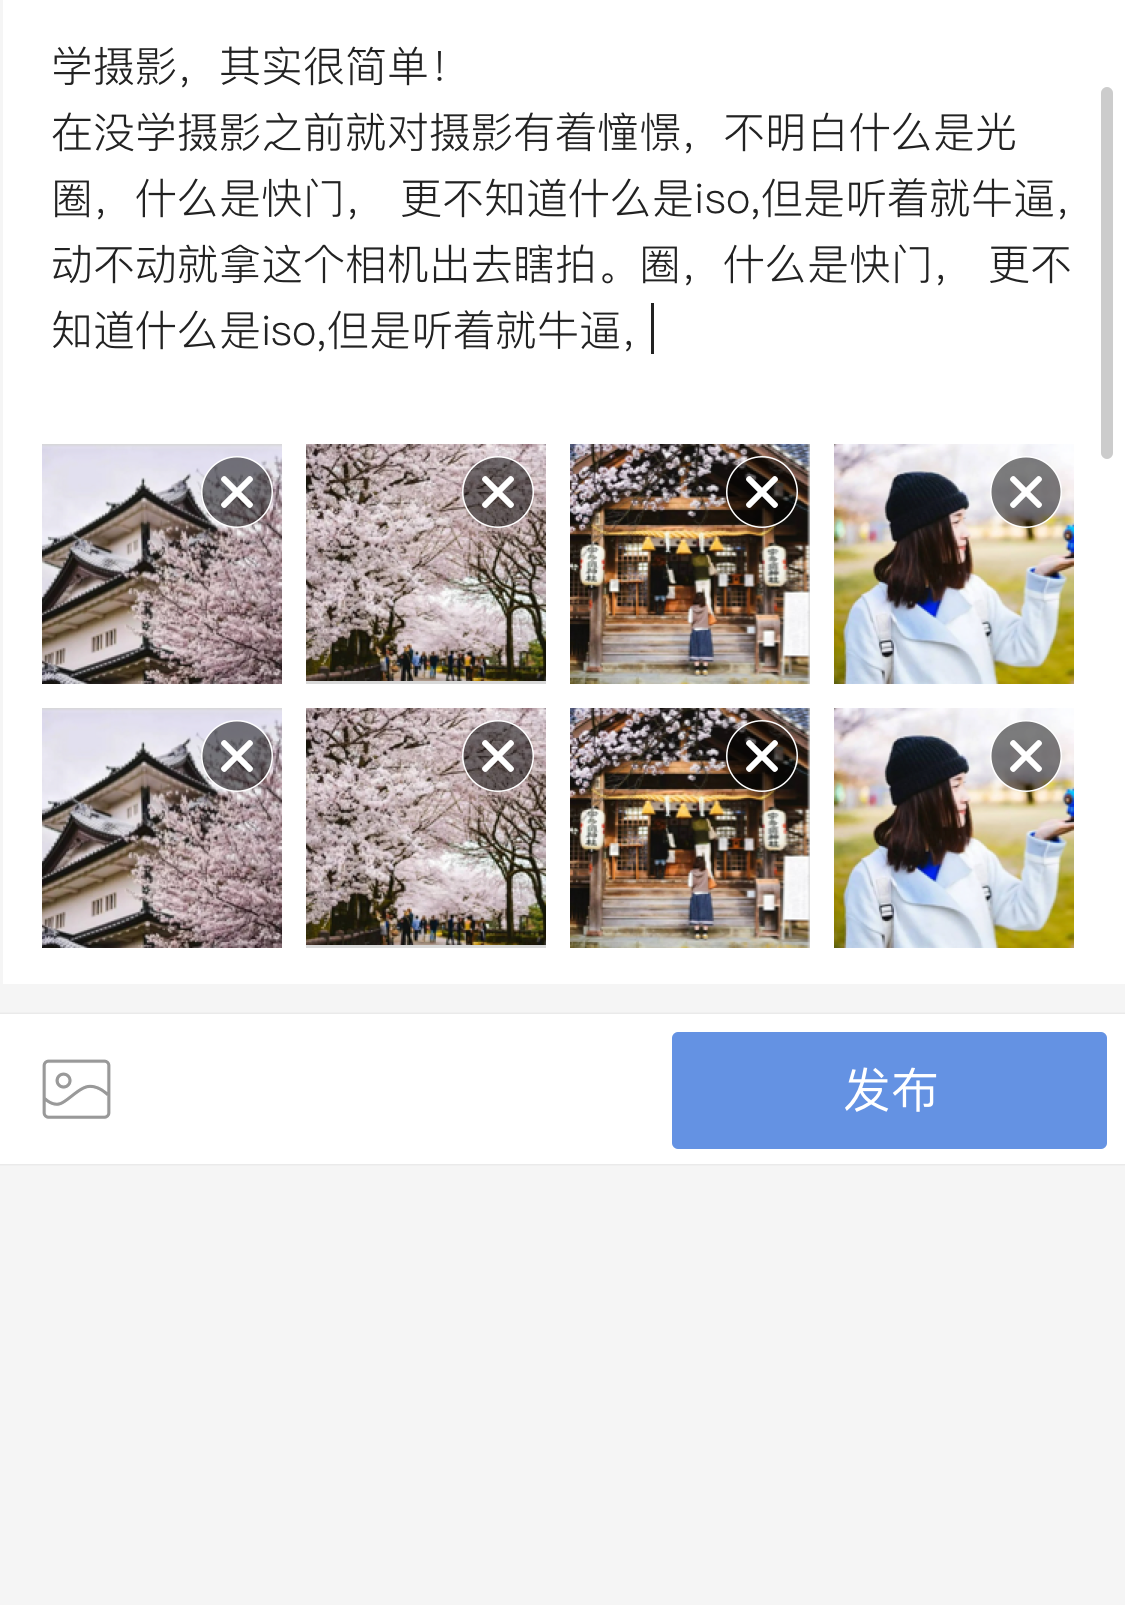 学摄影，其实很简单！
在没学摄影之前就对摄影有着憧憬，不明白什么是光
圈，什么是快门， 更不知道什么是iso,但是听着就牛逼,
动不动就拿这个相机出去瞎拍。圈，什么是快门， 更不
知道什么是iso,但是听着就牛逼,
发布